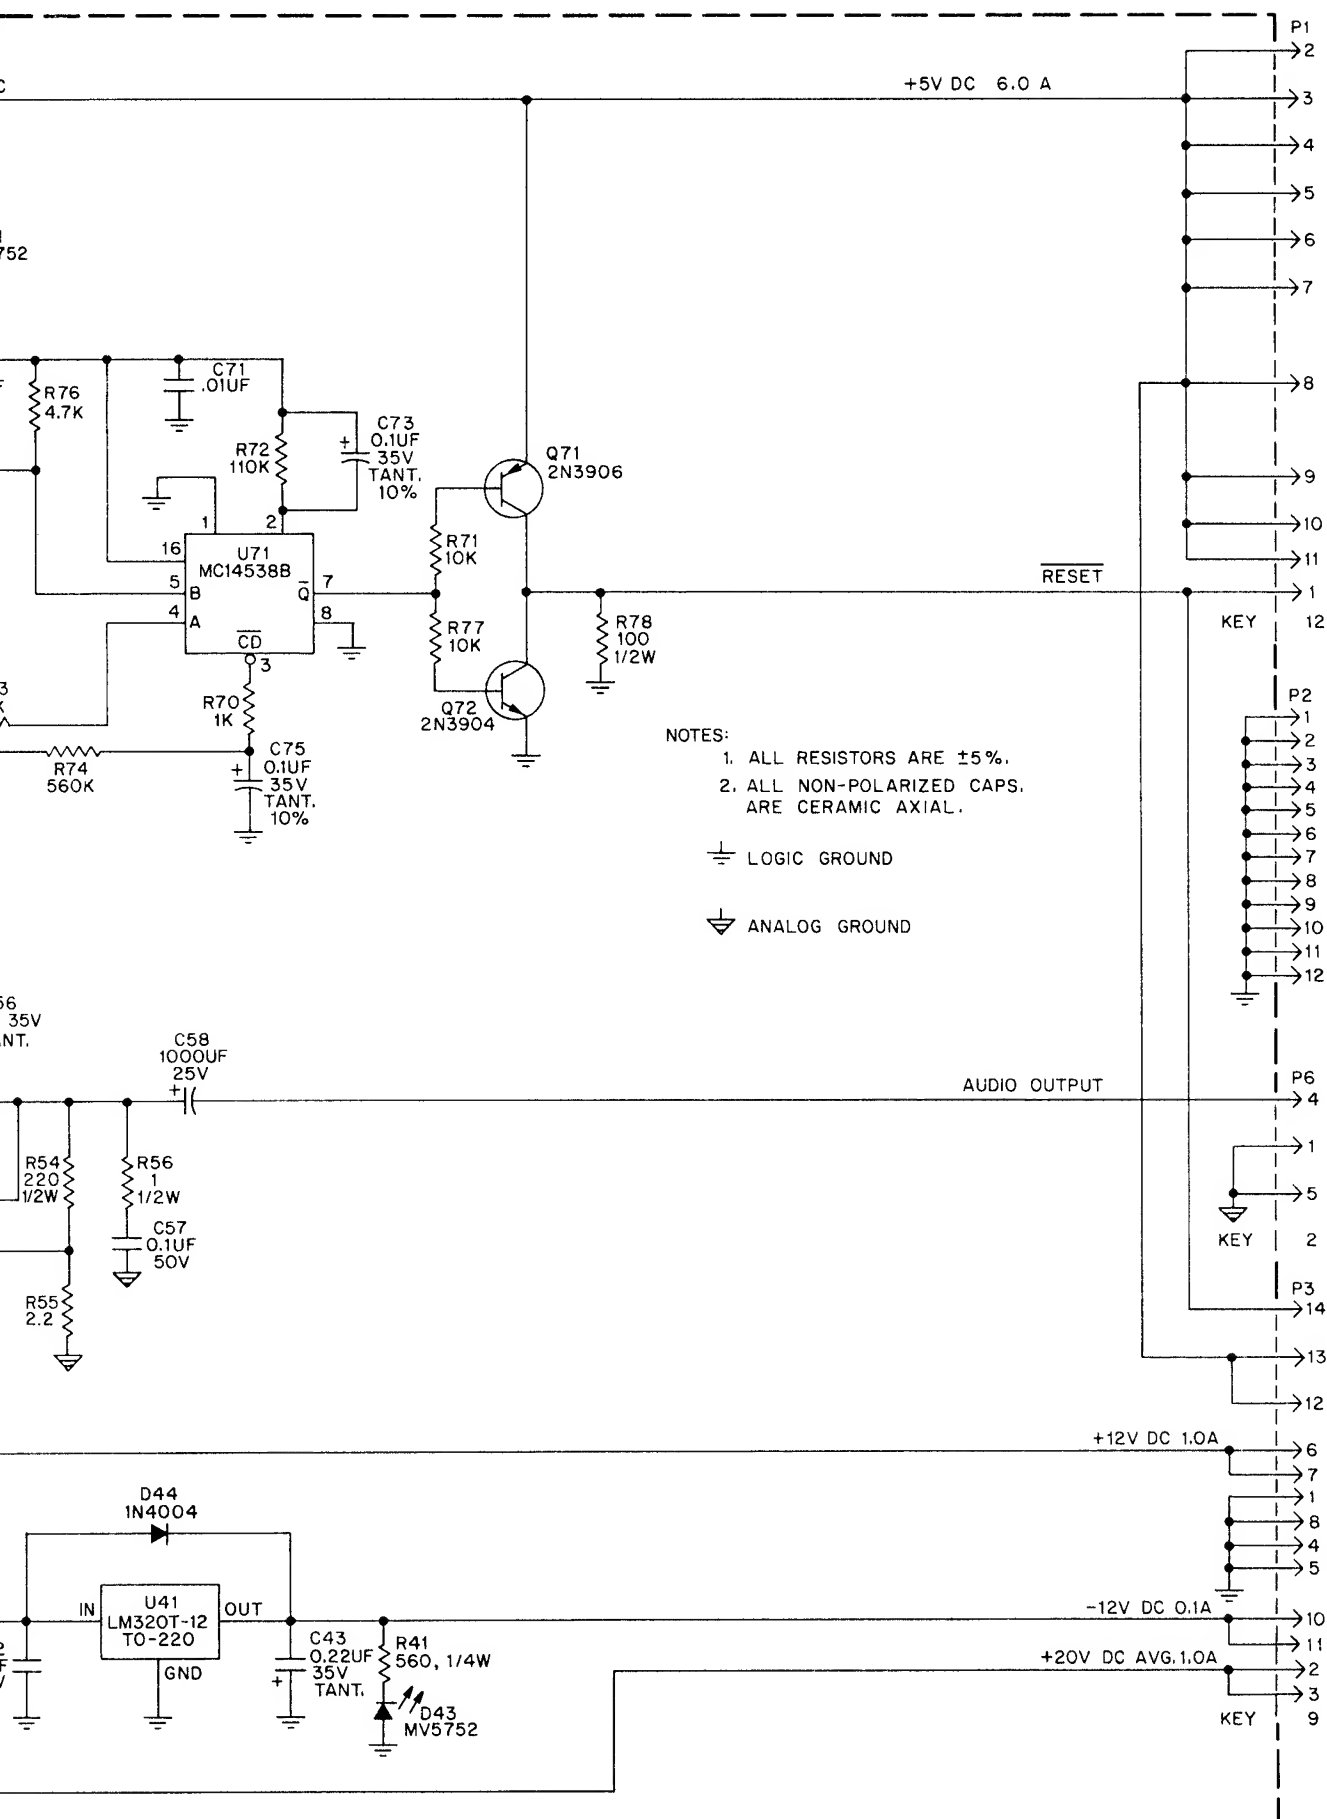 P1
2
C
+5V DC 6.0 A
3
4
5
6
752
7
C71
.01UF
R76
4.7K
8
C73
0.1UF
35V
TANT.
10%
+
R72
110K
Q71
2N3906
9
10
11
1
2
16
U71
MC14538B
R71
10K
5
B
Q
7
RESET
1
4
A
8
KEY
12
CD
3
R77
10K
R78
100
1/2W
3
K
R70
1K
Q72
2N3904
P2
1
2
3
4
5
6
7
8
9
10
11
12
R74
560K
C75
0.1UF
35V
TANT.
10%
+
NOTES:
1. ALL RESISTORS ARE ±5%.
2. ALL NON-POLARIZED CAPS.
ARE CERAMIC AXIAL.
LOGIC GROUND
ANALOG GROUND
56
35V
ANT.
C58
1000UF
25V
+
AUDIO OUTPUT
P6
4
1
5
KEY
2
R54
220
1/2W
R56
1
1/2W
C57
0.1UF
50V
R55
2.2
P3
14
13
12
+12V DC 1.0A
6
7
1
8
4
5
D44
1N4004
IN
U41
LM320T-12
TO-220
OUT
GND
-12V DC 0.1A
10
11
C43
0.22UF
35V
TANT.
+
R41
560, 1/4W
D43
MV5752
+20V DC AVG.1.0A
2
3
KEY
9